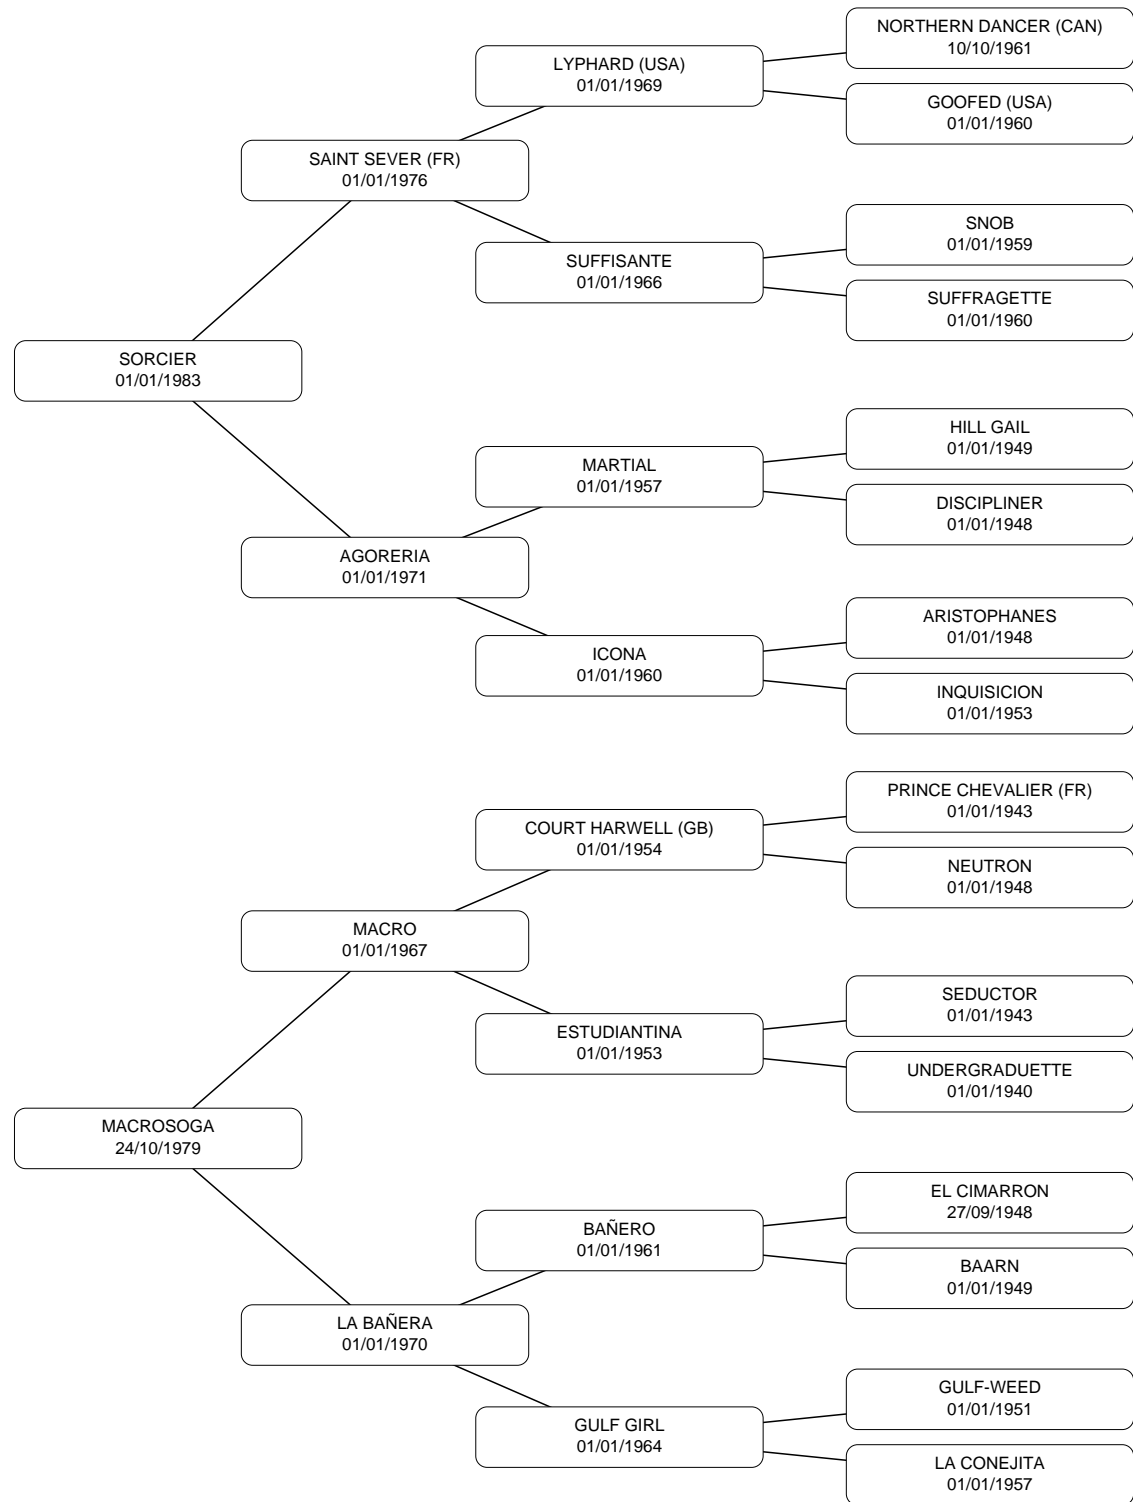 NORTHERN DANCER (CAN)
10/10/1961
LYPHARD (USA)
01/01/1969
GOOFED (USA)
01/01/1960
SAINT SEVER (FR)
01/01/1976
SNOB
01/01/1959
SUFFISANTE
01/01/1966
SUFFRAGETTE
01/01/1960
SORCIER
01/01/1983
HILL GAIL
01/01/1949
MARTIAL
01/01/1957
DISCIPLINER
01/01/1948
AGORERIA
01/01/1971
ARISTOPHANES
01/01/1948
ICONA
01/01/1960
INQUISICION
01/01/1953
PRINCE CHEVALIER (FR)
01/01/1943
COURT HARWELL (GB)
01/01/1954
NEUTRON
01/01/1948
MACRO
01/01/1967
SEDUCTOR
01/01/1943
ESTUDIANTINA
01/01/1953
UNDERGRADUETTE
01/01/1940
MACROSOGA
24/10/1979
EL CIMARRON
27/09/1948
BAÑERO
01/01/1961
BAARN
01/01/1949
LA BAÑERA
01/01/1970
GULF-WEED
01/01/1951
GULF GIRL
01/01/1964
LA CONEJITA
01/01/1957